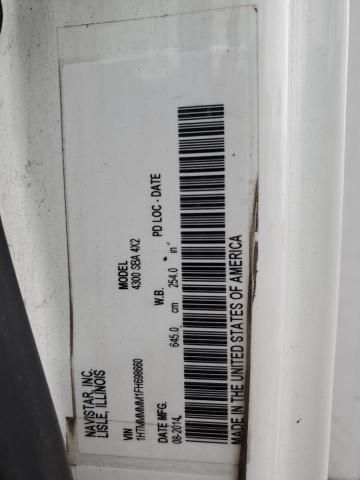 NAVISTAR, INC.
LISLE, ILLINOIS
VIN
1HTMMMMM1FH698660
MODEL
4300 SBA 4X2
DATE MFG.
08-2014
W.B.
645.0 cm 254.0 " in
PD LOC - DATE
MADE IN THE UNITED STATES OF AMERICA